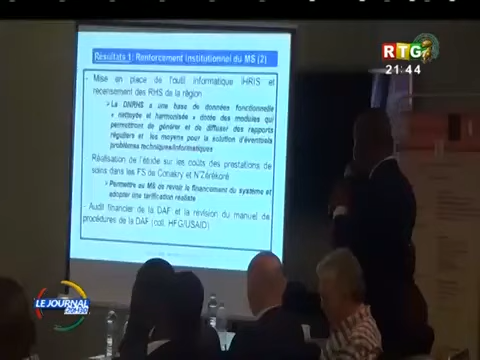 RTG
21:44
Résultats 1: Renforcement Institutionnel du MS (2)
– Mise en place de l'outil informatique iHRIS et
recensement des RHS de la région
➢ La DNRHS a une base de données fonctionnelle
« nettoyée et harmonisée » dotée des modules qui
permettront de générer et de diffuser des rapports
réguliers et les moyens pour la solution d'éventuels
problèmes techniques/informatiques
– Réalisation de l'étude sur les coûts des prestations de
soins dans les FS de Conakry et N'Zérékoré
➢ Permettre au MS de revoir le financement du système et
adopter une tarification réaliste
– Audit financier de la DAF et la revision du manuel de
procédures de la DAF (coll. HFG/USAID)
LE JOURNAL
20H30